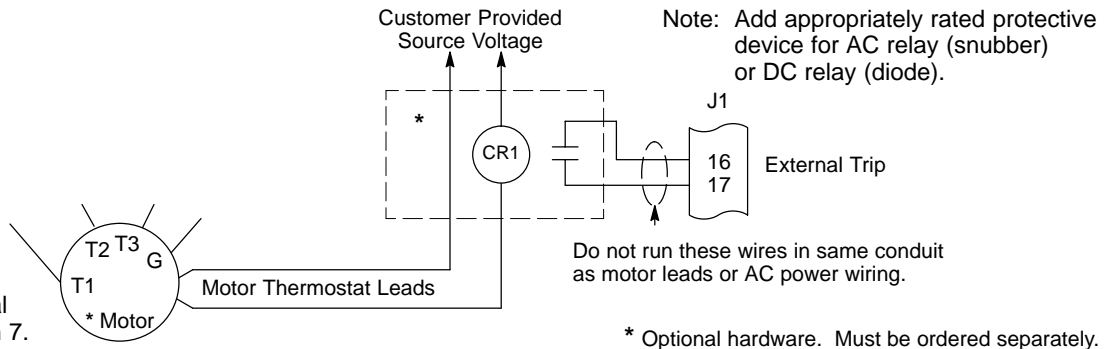 Customer Provided
Source Voltage
Note: Add appropriately rated protective
device for AC relay (snubber)
or DC relay (diode).
J1
*
CR1
16
17
External Trip
Do not run these wires in same conduit
as motor leads or AC power wiring.
T2 T3
G
T1
* Motor
Motor Thermostat Leads
7.
* Optional hardware. Must be ordered separately.